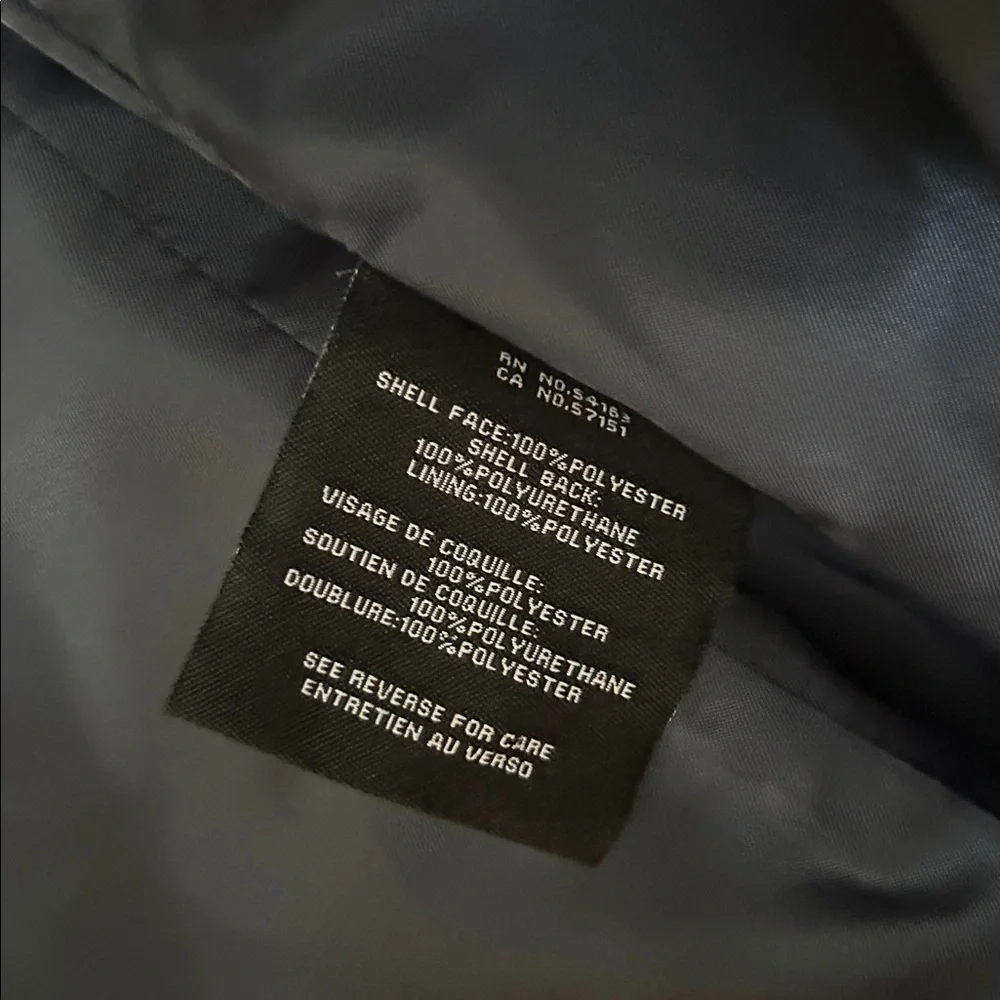 RN NO.54163
CA NO.57151
SHELL FACE:100%POLYESTER
SHELL BACK:
100%POLYURETHANE
LINING:100%POLYESTER
VISAGE DE COQUILLE:
100%POLYESTER
SOUTIEN DE COQUILLE:
100%POLYURETHANE
DOUBLURE:100%POLYESTER
SEE REVERSE FOR CARE
ENTRETIEN AU VERSO